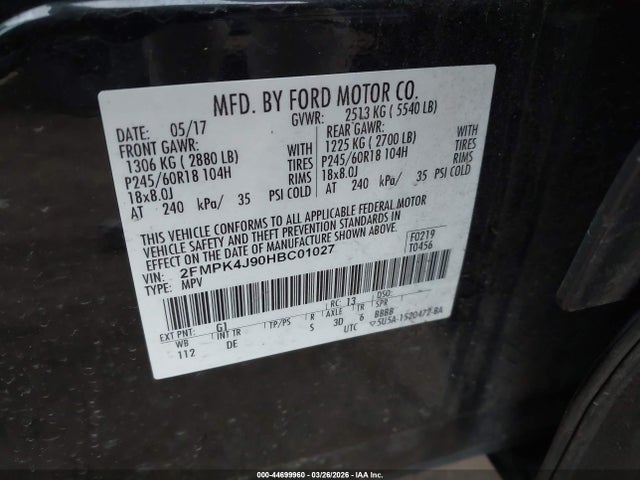 MFD. BY FORD MOTOR CO.
DATE: 05/17 GVWR: 2513 KG ( 5540 LB)
FRONT GAWR: REAR GAWR:
1306 KG ( 2880 LB) WITH 1225 KG ( 2700 LB) WITH
P245/60R18 104H TIRES P245/60R18 104H TIRES
18x8.0J RIMS 18x8.0J RIMS
AT 240 kPa/ 35 PSI COLD AT 240 kPa/ 35 PSI COLD
THIS VEHICLE CONFORMS TO ALL APPLICABLE FEDERAL MOTOR
VEHICLE SAFETY AND THEFT PREVENTION STANDARDS IN
EFFECT ON THE DATE OF MANUFACTURE SHOWN ABOVE.
VIN: 2FMPK4J90HBC01027
TYPE: MPV
F0219
T0456
EXT PNT: G1 RC: 13 DSO:
WB INT TR TP/PS R AXLE TR SPR
112 DE S 3D 6 BBBB
UTC 5U5A-1520472-BA
000-44699960 | 03/26/2026 | IAA Inc.